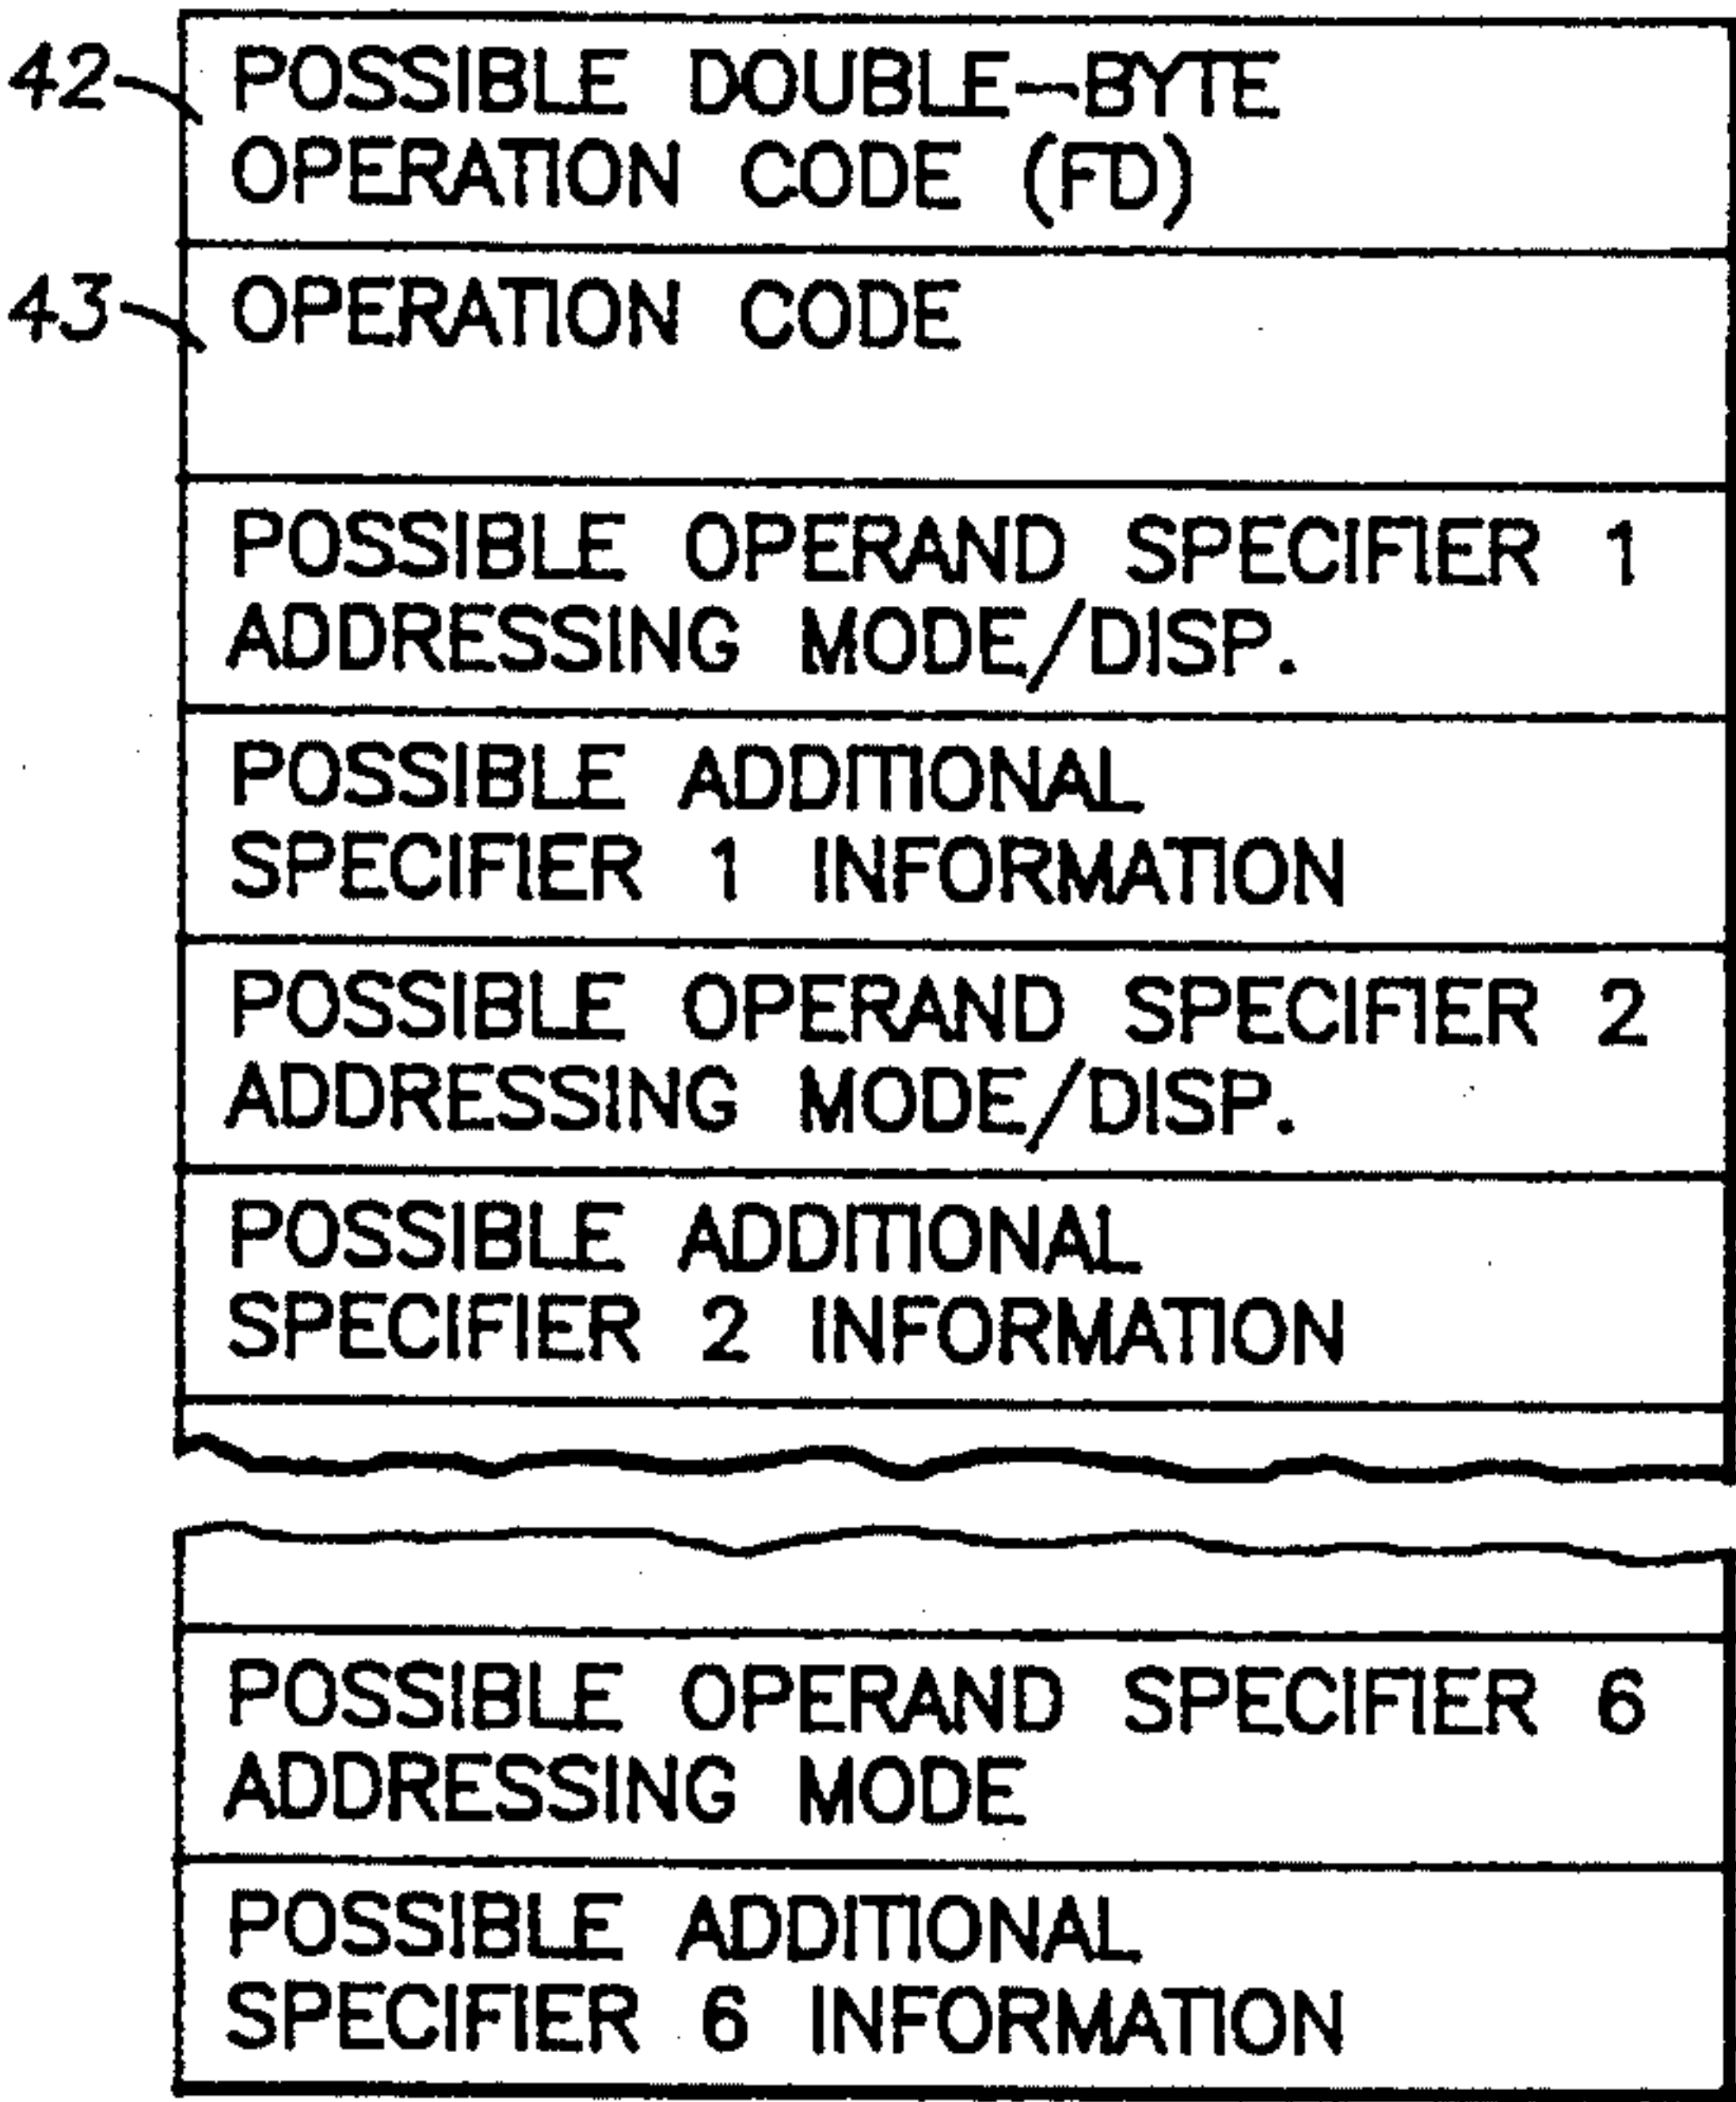 42
POSSIBLE DOUBLE-BYTE
OPERATION CODE (FD)
43
OPERATION CODE
POSSIBLE OPERAND SPECIFIER 1
ADDRESSING MODE/DISP.
POSSIBLE ADDITIONAL
SPECIFIER 1 INFORMATION
POSSIBLE OPERAND SPECIFIER 2
ADDRESSING MODE/DISP.
POSSIBLE ADDITIONAL
SPECIFIER 2 INFORMATION
POSSIBLE OPERAND SPECIFIER 6
ADDRESSING MODE
POSSIBLE ADDITIONAL
SPECIFIER 6 INFORMATION